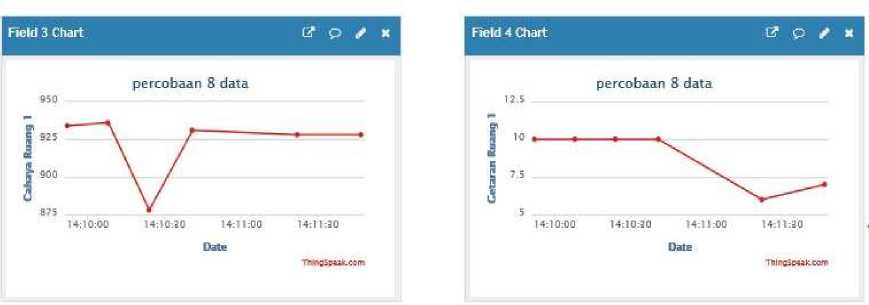 Field 3 Chart
percobaan 8 data
950
925
900
875
Cahaya Ruang 1
14:10:00 14:10:30 14:11:00 14:11:30
Date
ThingSpeak.com
Field 4 Chart
percobaan 8 data
12.5
10
7.5
5
Getaran Ruang 1
14:10:00 14:10:30 14:11:00 14:11:30
Date
ThingSpeak.com